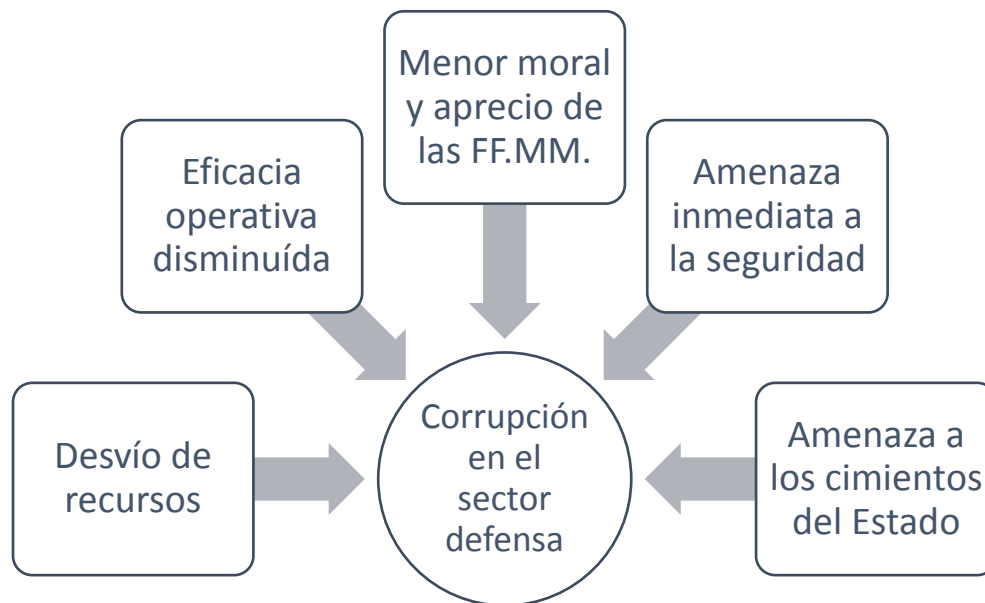 Menor moral
y aprecio de
las FF.MM.
Eficacia
operativa
disminuída
Amenaza
inmediata a
la seguridad
Desvío de
recursos
Corrupción
en el
sector
defensa
Amenaza a
los cimientos
del Estado